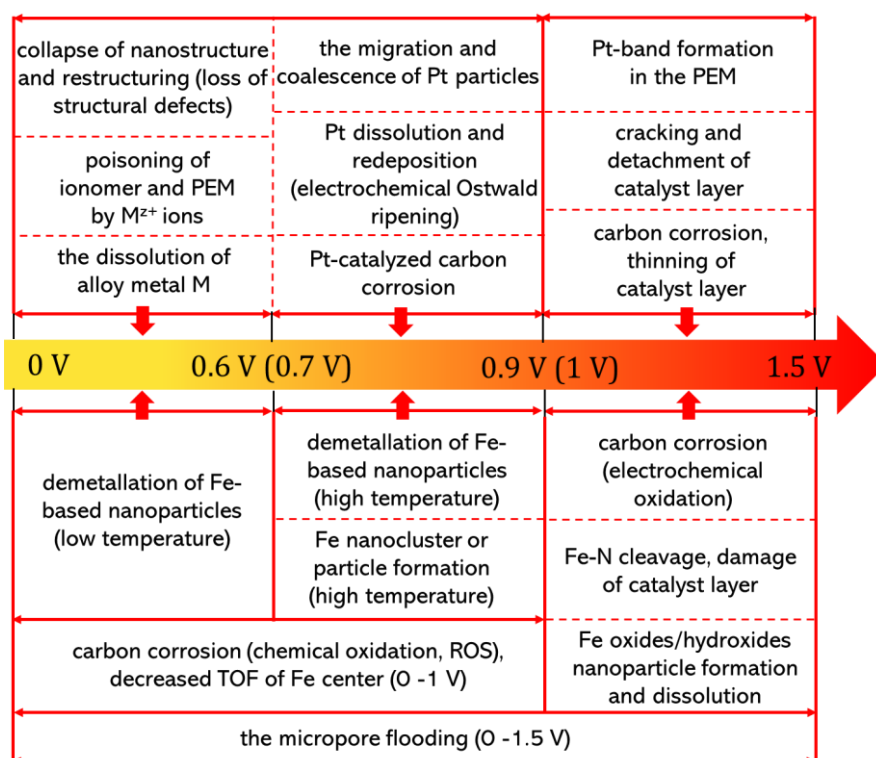 collapse of nanostructure
and restructuring (loss of
structural defects)
poisoning of
ionomer and PEM
by Mᶻ⁺ ions
the dissolution of
alloy metal M
the migration and
coalescence of Pt particles
Pt dissolution and
redeposition
(electrochemical Ostwald
ripening)
Pt-catalyzed carbon
corrosion
Pt-band formation
in the PEM
cracking and
detachment of
catalyst layer
carbon corrosion,
thinning of
catalyst layer
0 V
0.6 V (0.7 V)
0.9 V (1 V)
1.5 V
demetallation of Fe-
based nanoparticles
(low temperature)
demetallation of Fe-
based nanoparticles
(high temperature)
Fe nanocluster or
particle formation
(high temperature)
carbon corrosion
(electrochemical
oxidation)
Fe-N cleavage, damage
of catalyst layer
Fe oxides/hydroxides
nanoparticle formation
and dissolution
carbon corrosion (chemical oxidation, ROS),
decreased TOF of Fe center (0 -1 V)
the micropore flooding (0 -1.5 V)